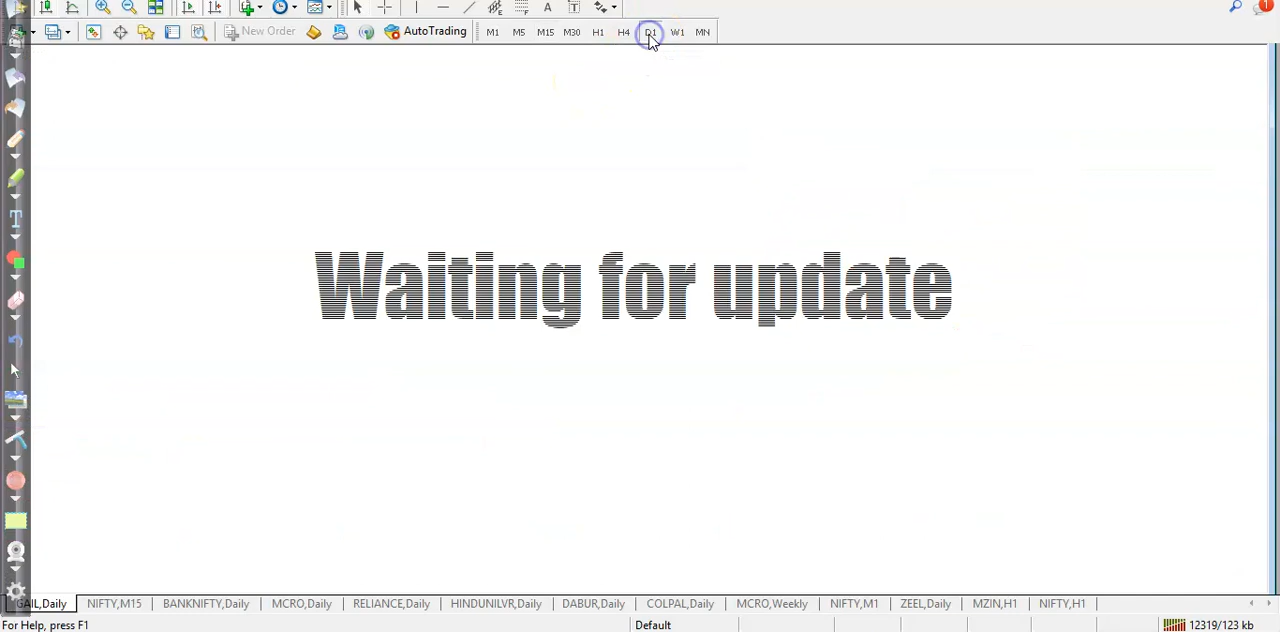 New Order AutoTrading M1 M5 M15 M30 H1 H4 D1 W1 MN
Waiting for update
GAIL,Daily NIFTY,M15 BANKNIFTY,Daily MCRO,Daily RELIANCE,Daily HINDUNILVR,Daily DABUR,Daily COLPAL,Daily MCRO,Weekly NIFTY,M1 ZEEL,Daily MZIN,H1 NIFTY,H1
For Help, press F1 Default 12319/123 kb